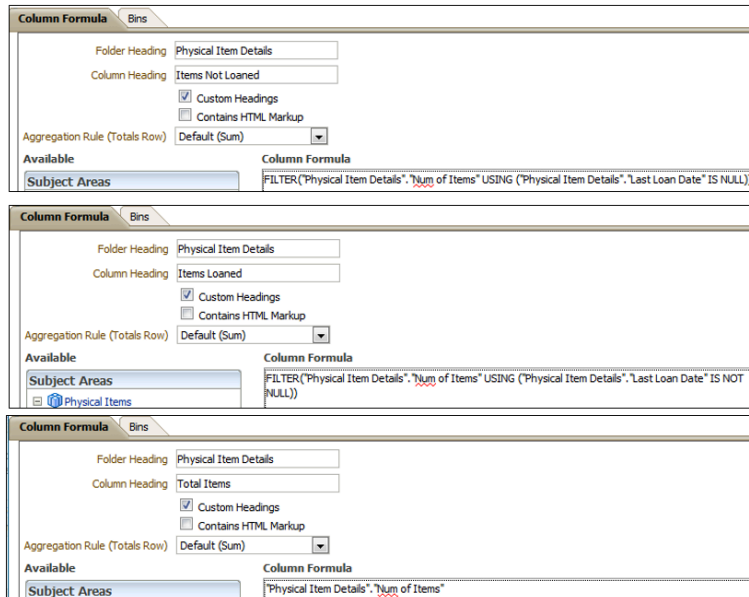 Column Formula Bins
Folder Heading Physical Item Details
Column Heading Items Not Loaned
Custom Headings
Contains HTML Markup
Aggregation Rule (Totals Row) Default (Sum)
Available Column Formula
Subject Areas FILTER("Physical Item Details"."Num of Items" USING ("Physical Item Details"."Last Loan Date" IS NULL))
Column Formula Bins
Folder Heading Physical Item Details
Column Heading Items Loaned
Custom Headings
Contains HTML Markup
Aggregation Rule (Totals Row) Default (Sum)
Available Column Formula
Subject Areas FILTER("Physical Item Details"."Num of Items" USING ("Physical Item Details"."Last Loan Date" IS NOT
Physical Items NULL))
Column Formula Bins
Folder Heading Physical Item Details
Column Heading Total Items
Custom Headings
Contains HTML Markup
Aggregation Rule (Totals Row) Default (Sum)
Available Column Formula
Subject Areas "Physical Item Details"."Num of Items"